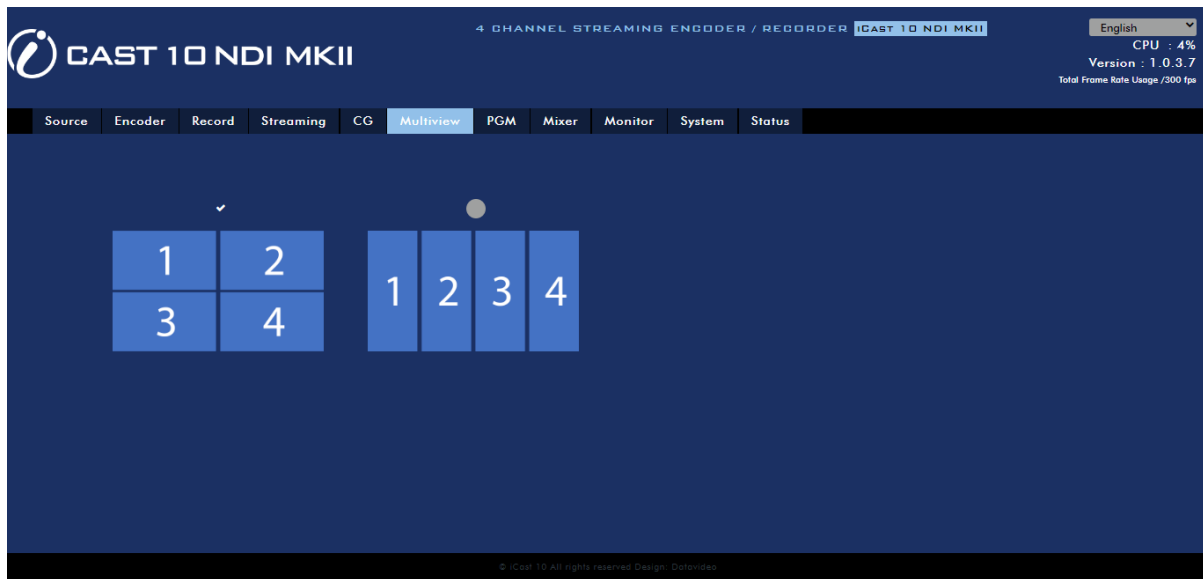 4 CHANNEL STREAMING ENCODER / RECORDER iCAST 10 NDI MKII
English
CPU : 4%
Version : 1.0.3.7
Total Frame Rate Usage /300 fps
i CAST 10 NDI MKII
Source Encoder Record Streaming CG Multiview PGM Mixer Monitor System Status
1 2
3 4
1 2 3 4
© iCast 10 All rights reserved Design: Datavideo